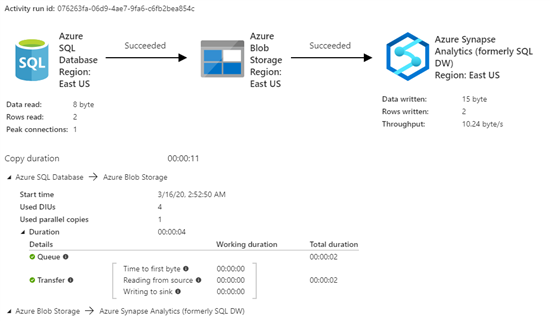 Activity run id: 076263fa-06d9-4ae7-9fa6-c6fb2bea854c
SQL
Azure
SQL
Database
Region:
East US
Succeeded
Azure
Blob
Storage
Region:
East US
Succeeded
Azure Synapse
Analytics (formerly SQL
DW)
Region: East US
Data read: 8 byte
Rows read: 2
Peak connections: 1
Data written: 15 byte
Rows written: 2
Throughput: 10.24 byte/s
Copy duration 00:00:11
Azure SQL Database → Azure Blob Storage
Start time 3/16/20, 2:52:50 AM
Used DIUs 4
Used parallel copies 1
Duration 00:00:04
Details Working duration Total duration
Queue 00:00:02
Transfer 00:00:02
Time to first byte 00:00:00
Reading from source 00:00:00
Writing to sink 00:00:00
Azure Blob Storage → Azure Synapse Analytics (formerly SQL DW)